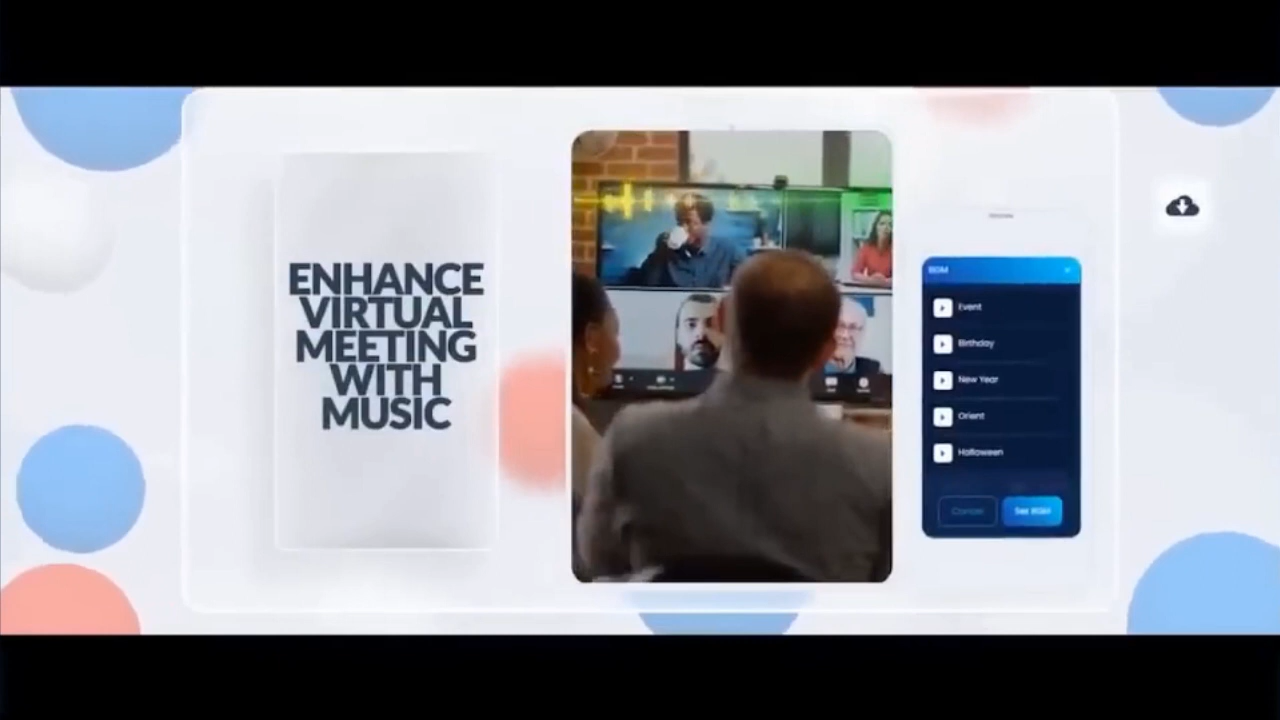 ENHANCE
VIRTUAL
MEETING
WITH
MUSIC
BGM
Event
Birthday
New Year
Orient
Halloween
Cancel
Set BGM